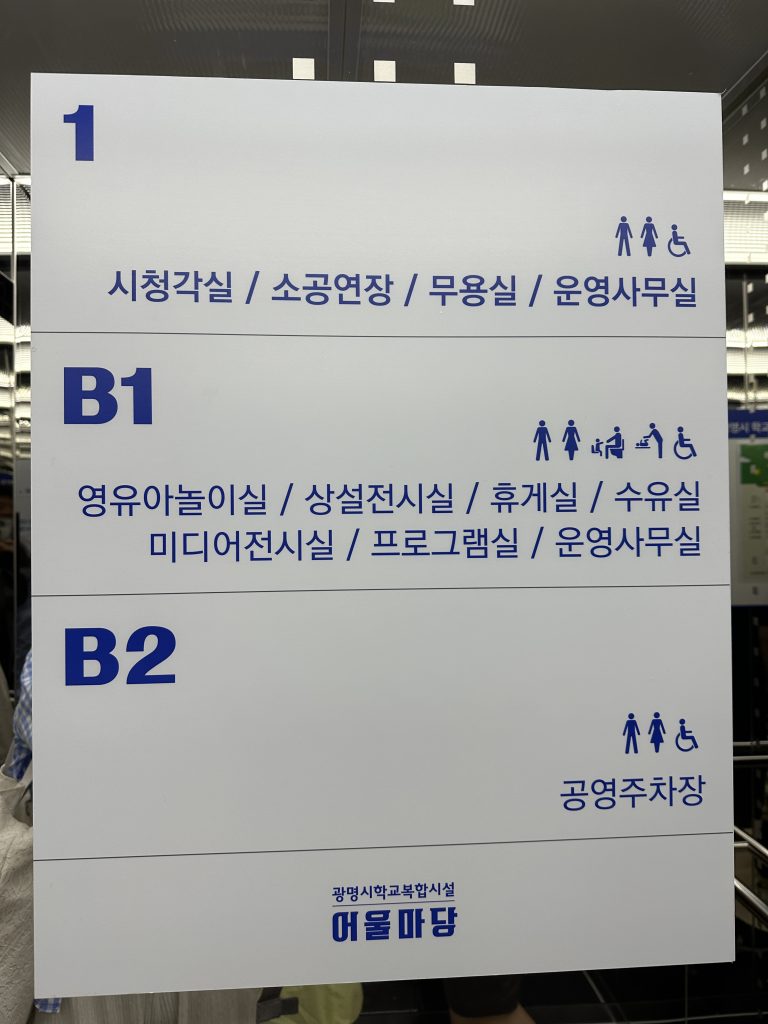 1
시청각실 / 소공연장 / 무용실 / 운영사무실
B1
영유아놀이실 / 상설전시실 / 휴게실 / 수유실
미디어전시실 / 프로그램실 / 운영사무실
B2
공영주차장
광명시학교복합시설
어울마당